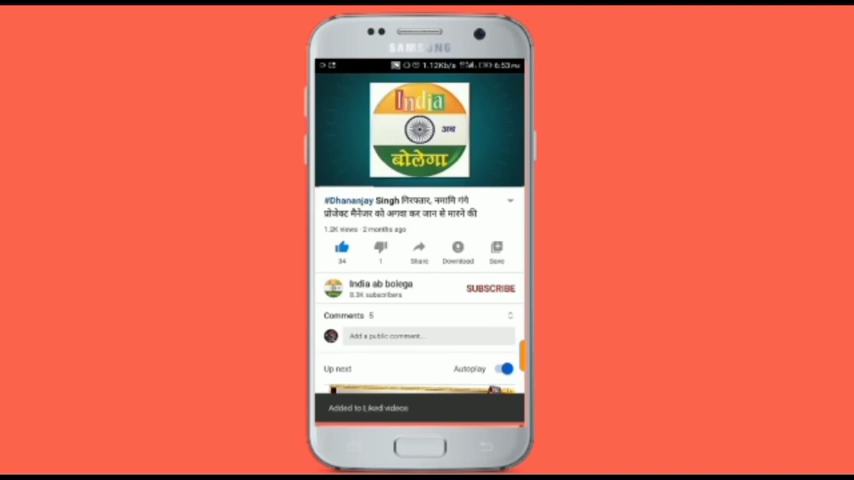 SAMSUNG
1.12Kb/s 6:53 PM
India
अब
बोलेगा
#Dhananjay Singh गिरफ्तार, नमामि गंगे
प्रोजेक्ट मैनेजर को अगवा कर जान से मारने की
1.2K views · 2 months ago
34 1 Share Download Save
India ab bolega
8.3K subscribers
SUBSCRIBE
Comments 5
Add a public comment...
Up next Autoplay
Added to Liked videos